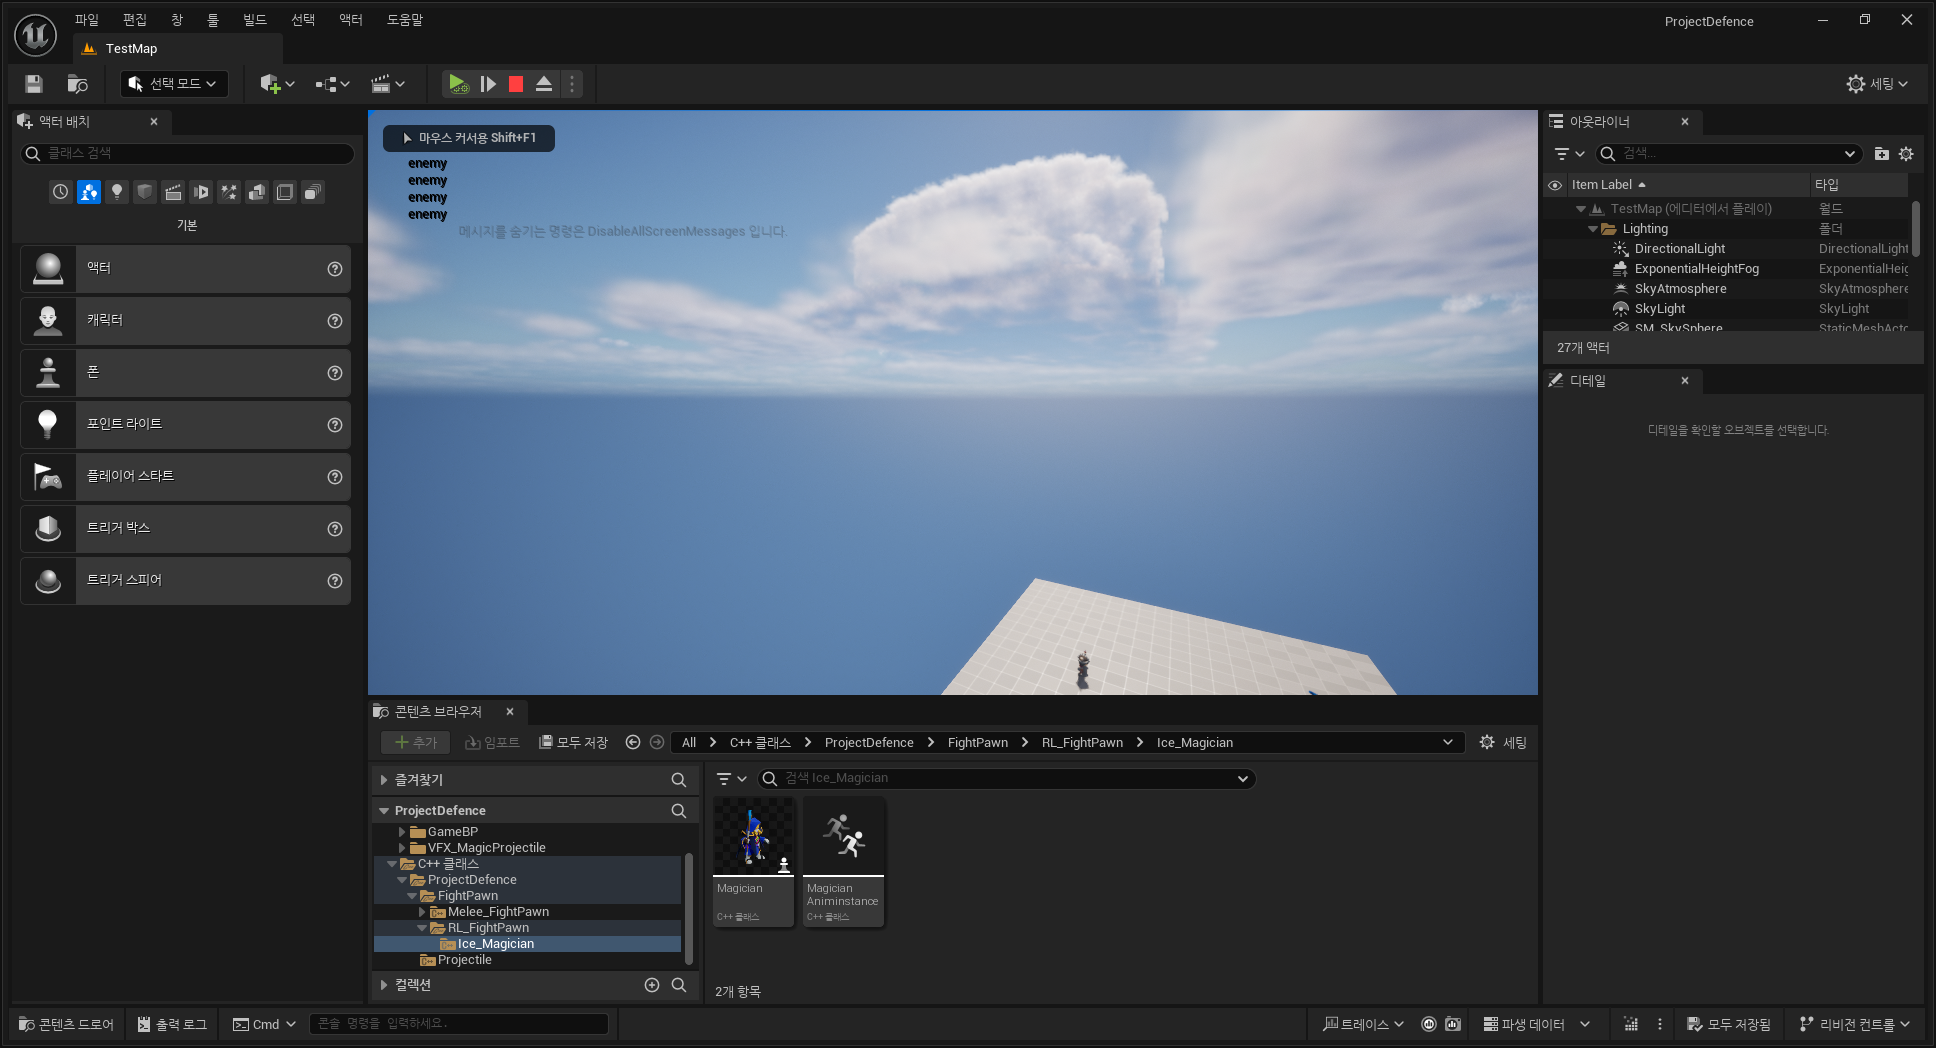 파일 편집 창 툴 빌드 선택 액터 도움말
ProjectDefence
TestMap
선택 모드
세팅
액터 배치
클래스 검색
기본
액터
캐릭터
폰
포인트 라이트
플레이어 스타트
트리거 박스
트리거 스피어
마우스 커서용 Shift+F1
enemy
enemy
enemy
enemy
메시지를 숨기는 명령은 DisableAllScreenMessages 입니다.
아웃라이너
검색...
Item Label 타입
TestMap (에디터에서 플레이) 월드
Lighting 폴더
DirectionalLight DirectionalLight
ExponentialHeightFog ExponentialHeig
SkyAtmosphere SkyAtmosphere
SkyLight SkyLight
SM_SkySphere StaticMeshActo
27개 액터
디테일
디테일을 확인할 오브젝트를 선택합니다.
콘텐츠 브라우저
추가 임포트 모두 저장 All C++ 클래스 ProjectDefence FightPawn RL_FightPawn Ice_Magician 세팅
즐겨찾기
ProjectDefence
GameBP
VFX_MagicProjectile
C++ 클래스
ProjectDefence
FightPawn
Melee_FightPawn
RL_FightPawn
Ice_Magician
Projectile
컬렉션
검색 Ice_Magician
Magician
C++ 클래스
Magician
Animinstance
C++ 클래스
2개 항목
콘텐츠 드로어 출력 로그 Cmd 콘솔 명령을 입력하세요. 트레이스 파생 데이터 모두 저장됨 리비전 컨트롤